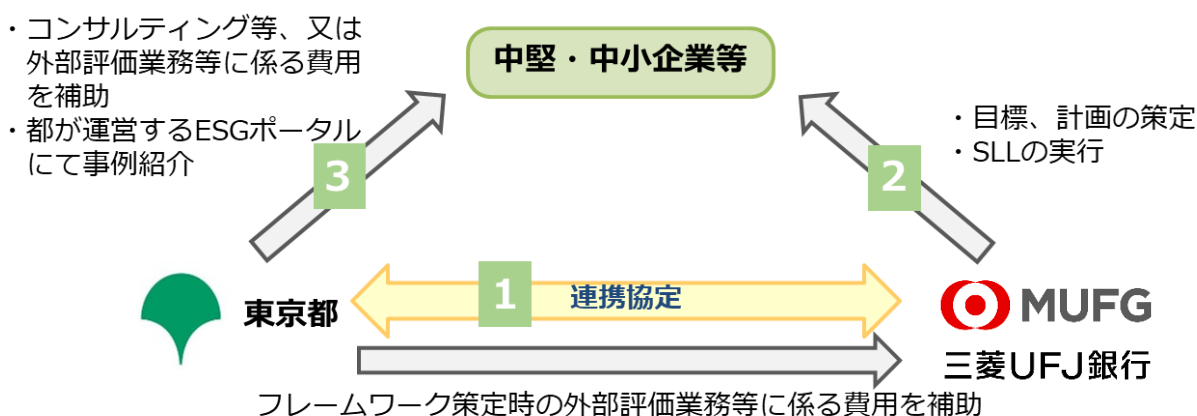 ・コンサルティング等、又は
外部評価業務等に係る費用
を補助
・都が運営するESGポータル
にて事例紹介
中堅・中小企業等
・目標、計画の策定
・SLLの実行
3
2
1
連携協定
東京都
MUFG
三菱UFJ銀行
フレームワーク策定時の外部評価業務等に係る費用を補助